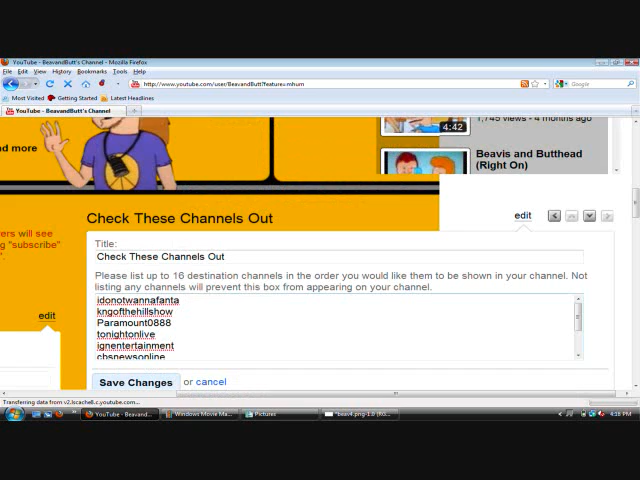 YouTube - BeavandButt's Channel - Mozilla Firefox
File Edit View History Bookmarks Tools Help
http://www.youtube.com/user/BeavandButt?feature=mhum
Google
Most Visited Getting Started Latest Headlines
YouTube - BeavandButt's Channel
4:42
1,745 views - 4 months ago
nd more
Beavis and Butthead
(Right On)
Check These Channels Out
edit
ers will see
g "subscribe"
".
Title:
Check These Channels Out
Please list up to 16 destination channels in the order you would like them to be shown in your channel. Not
listing any channels will prevent this box from appearing on your channel.
idonotwannafanta
kngofthehillshow
Paramount0888
tonightonlive
ignentertainment
cbsnewsonline
edit
Save Changes or cancel
Transferring data from v2.lscache8.c.youtube.com...
YouTube - Beavand... Windows Movie Ma... Pictures 4:38 PM